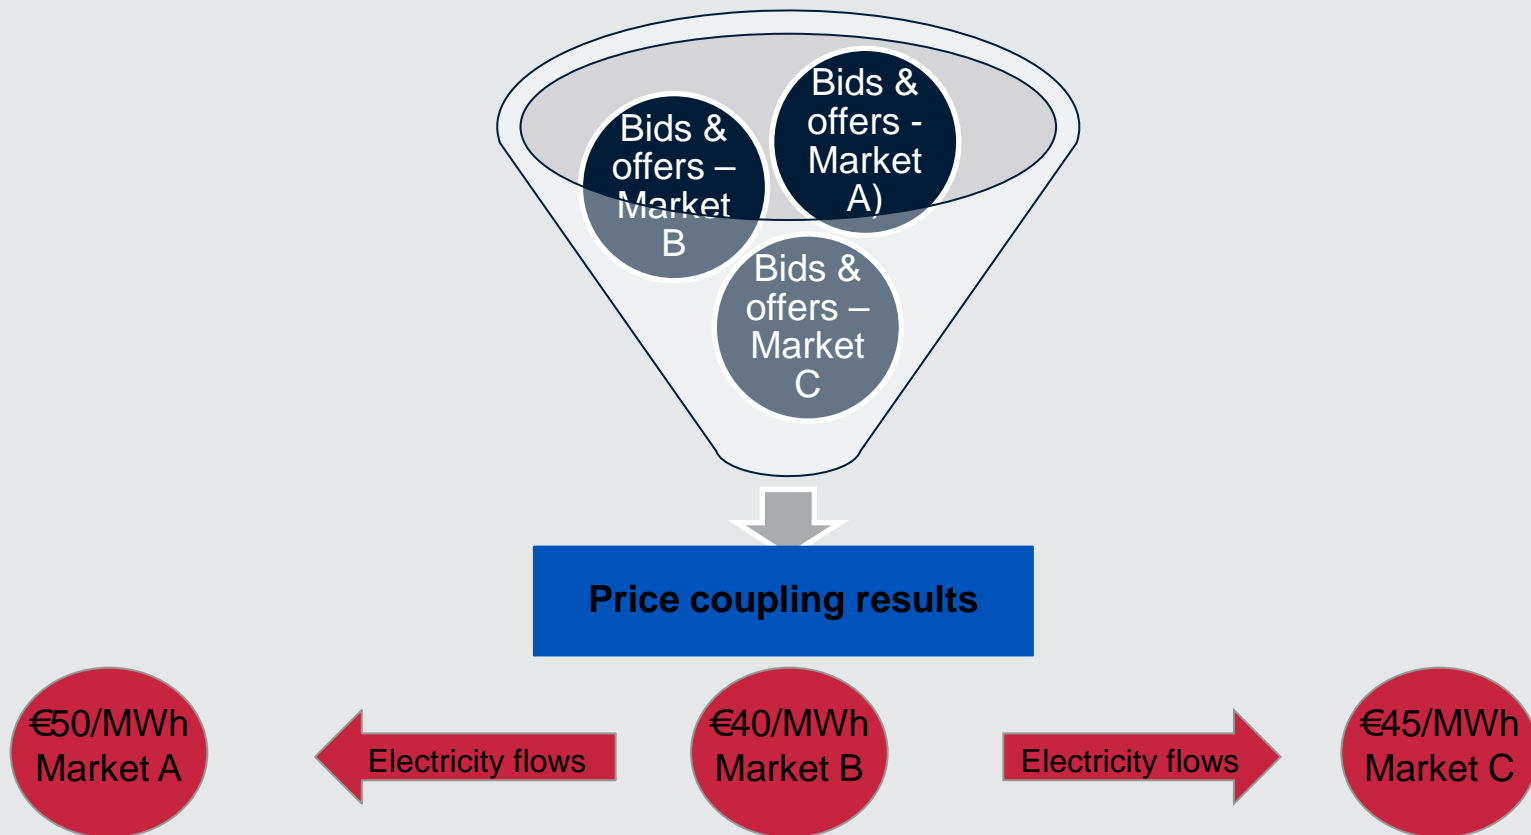 Bids &
offers –
Market
B
Bids &
offers -
Market
A)
Bids &
offers –
Market
C
Price coupling results
€50/MWh
Market A
Electricity flows
€40/MWh
Market B
Electricity flows
€45/MWh
Market C